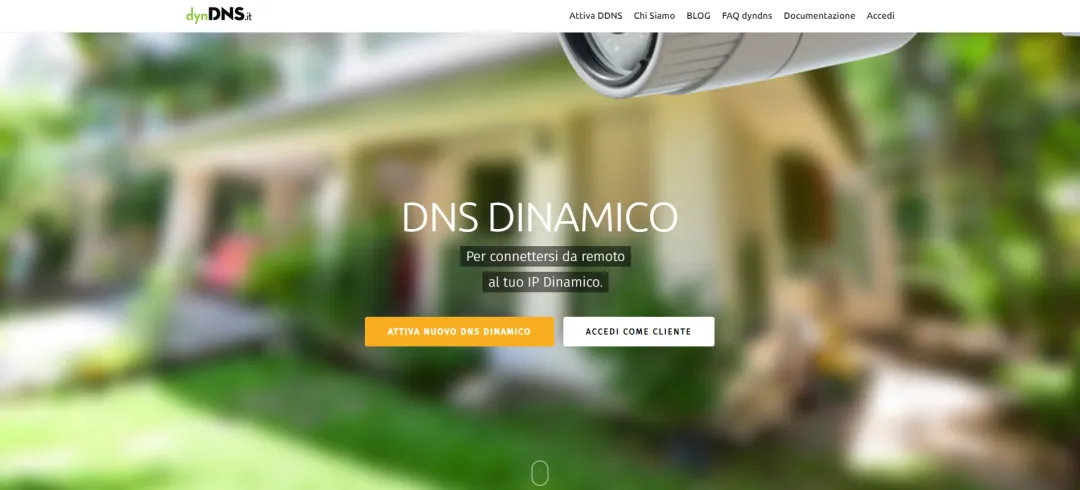 dynDNS.it
Attiva DDNS Chi Siamo BLOG FAQ dyndns Documentazione Accedi
DNS DINAMICO
Per connettersi da remoto
al tuo IP Dinamico.
ATTIVA NUOVO DNS DINAMICO ACCEDI COME CLIENTE